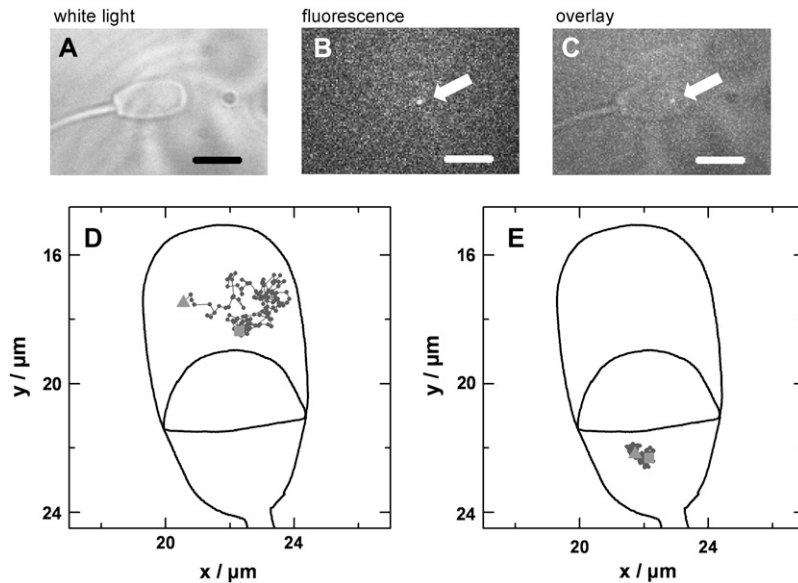 white light
fluorescence
overlay
A
B
C
D
E
16
20
24
y / µm
20
24
x / µm
16
20
24
y / µm
20
24
x / µm